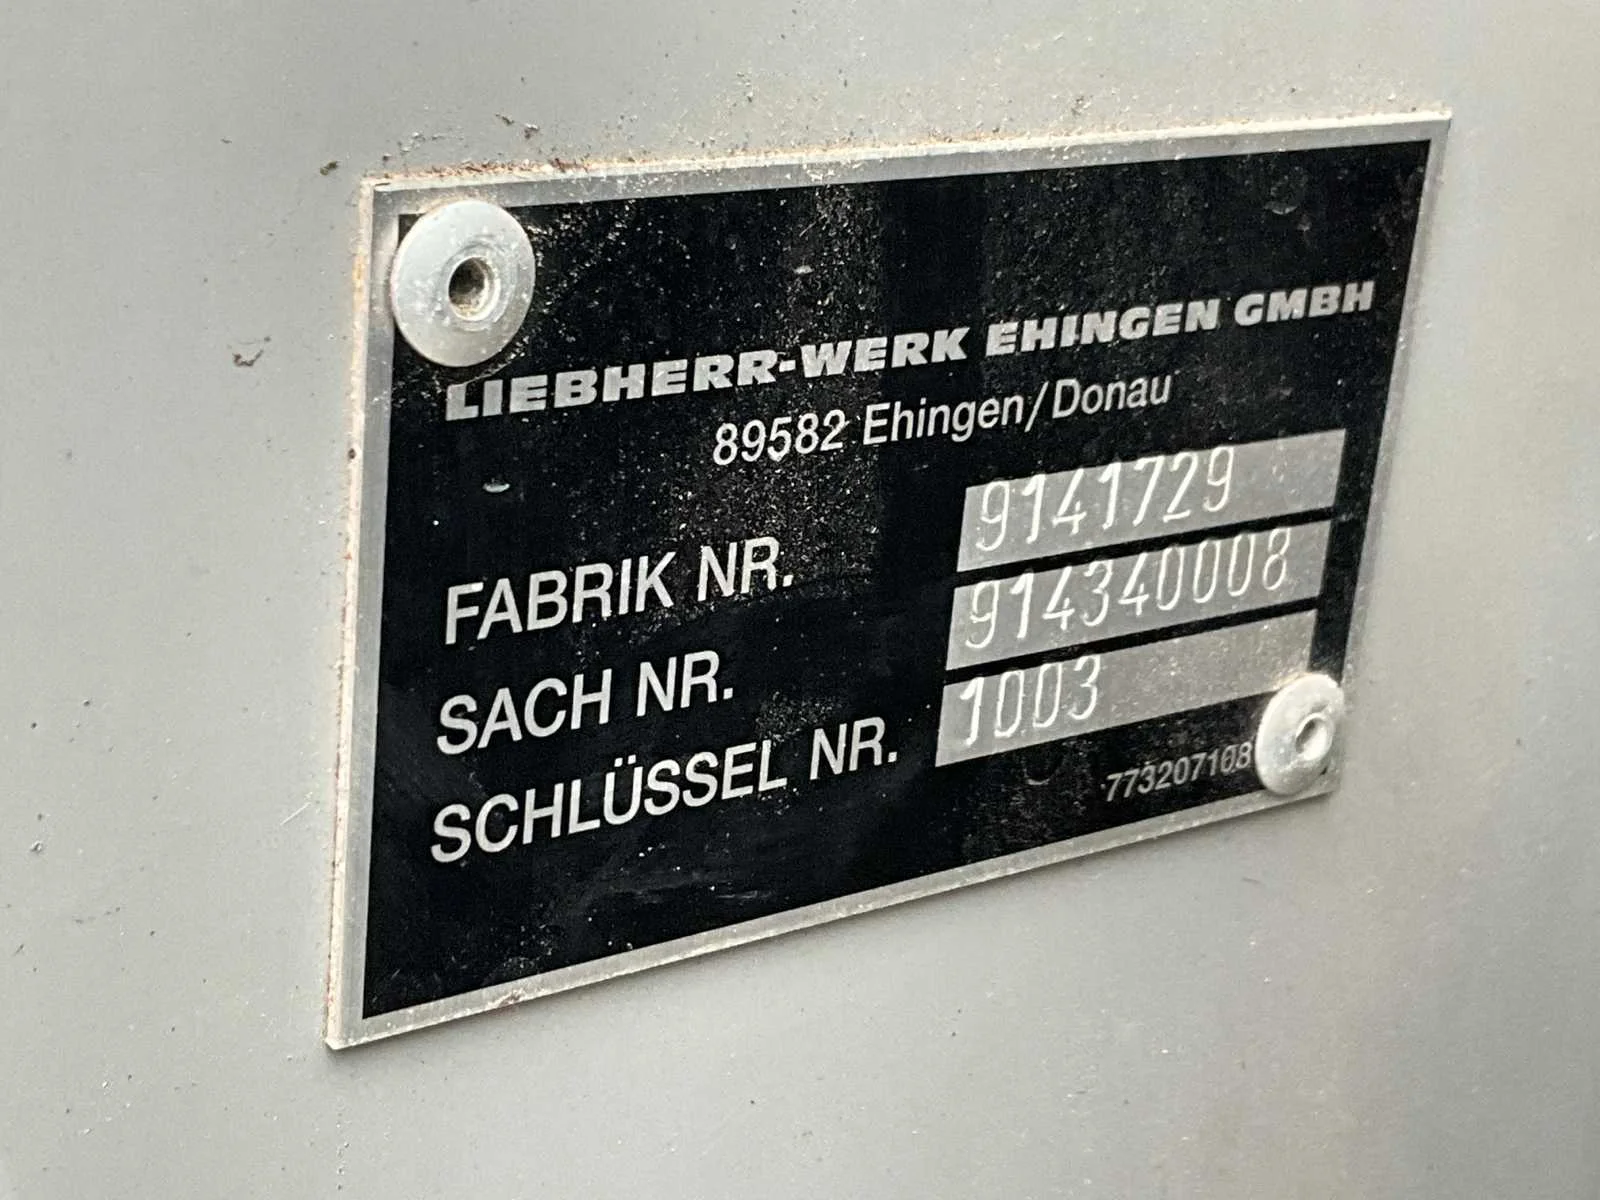 LIEBHERR-WERK EHINGEN GMBH
89582 Ehingen/Donau
FABRIK NR. 9141729
SACH NR. 914340008
SCHLÜSSEL NR. 1003
773207108